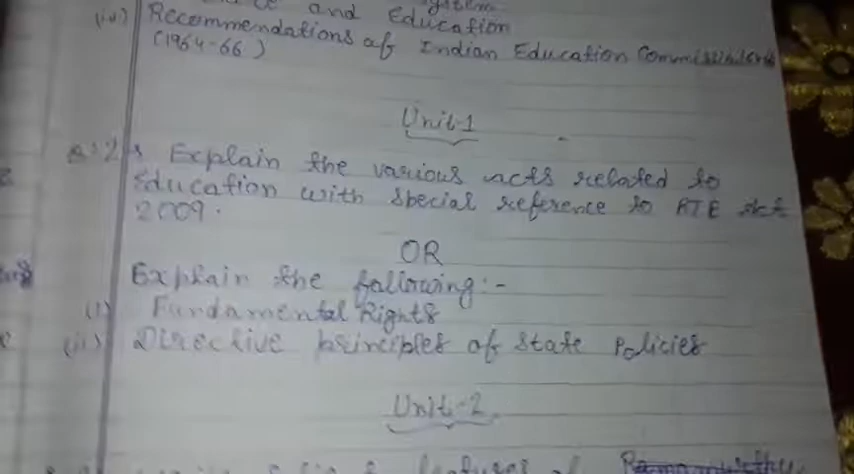 and Education
(iv) Recommendations of Indian Education Commission
(1964-66)
Unit-1
Q:2 Explain the various acts related to
Education with special reference to RTE Act
2009.
OR
Explain the following:-
(i) Fundamental Rights
(ii) Directive principles of State Policies
Unit-2
features of